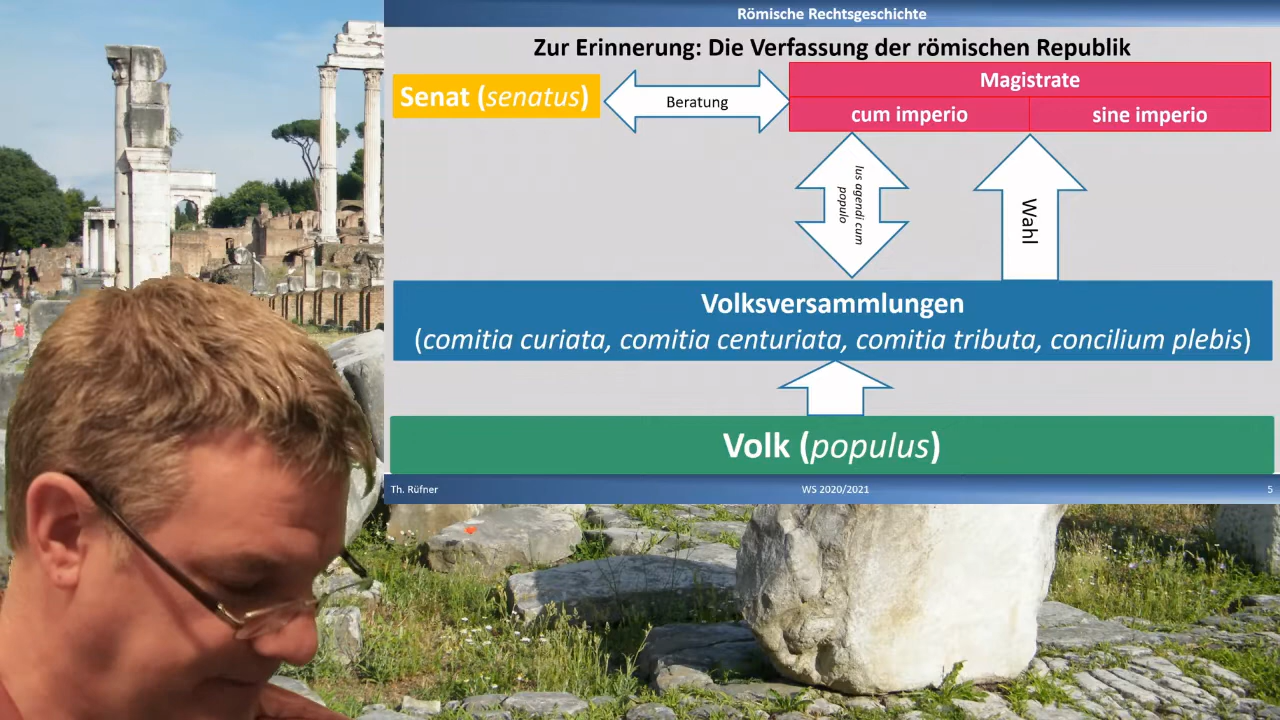 Römische Rechtsgeschichte
Zur Erinnerung: Die Verfassung der römischen Republik
Senat (senatus)
Beratung
Magistrate
cum imperio
sine imperio
Ius agendi cum
populo
Wahl
Volksversammlungen
(comitia curiata, comitia centuriata, comitia tributa, concilium plebis)
Volk (populus)
Th. Rüfner
WS 2020/2021
5